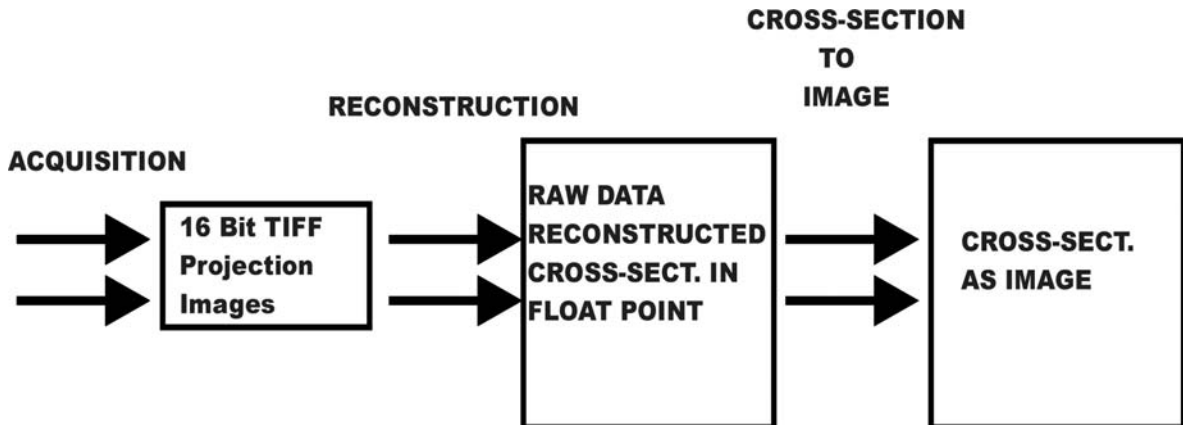 ACQUISITION
16 Bit TIFF
Projection
Images
RECONSTRUCTION
RAW DATA
RECONSTRUCTED
CROSS-SECT. IN
FLOAT POINT
CROSS-SECTION
TO
IMAGE
CROSS-SECT.
AS IMAGE